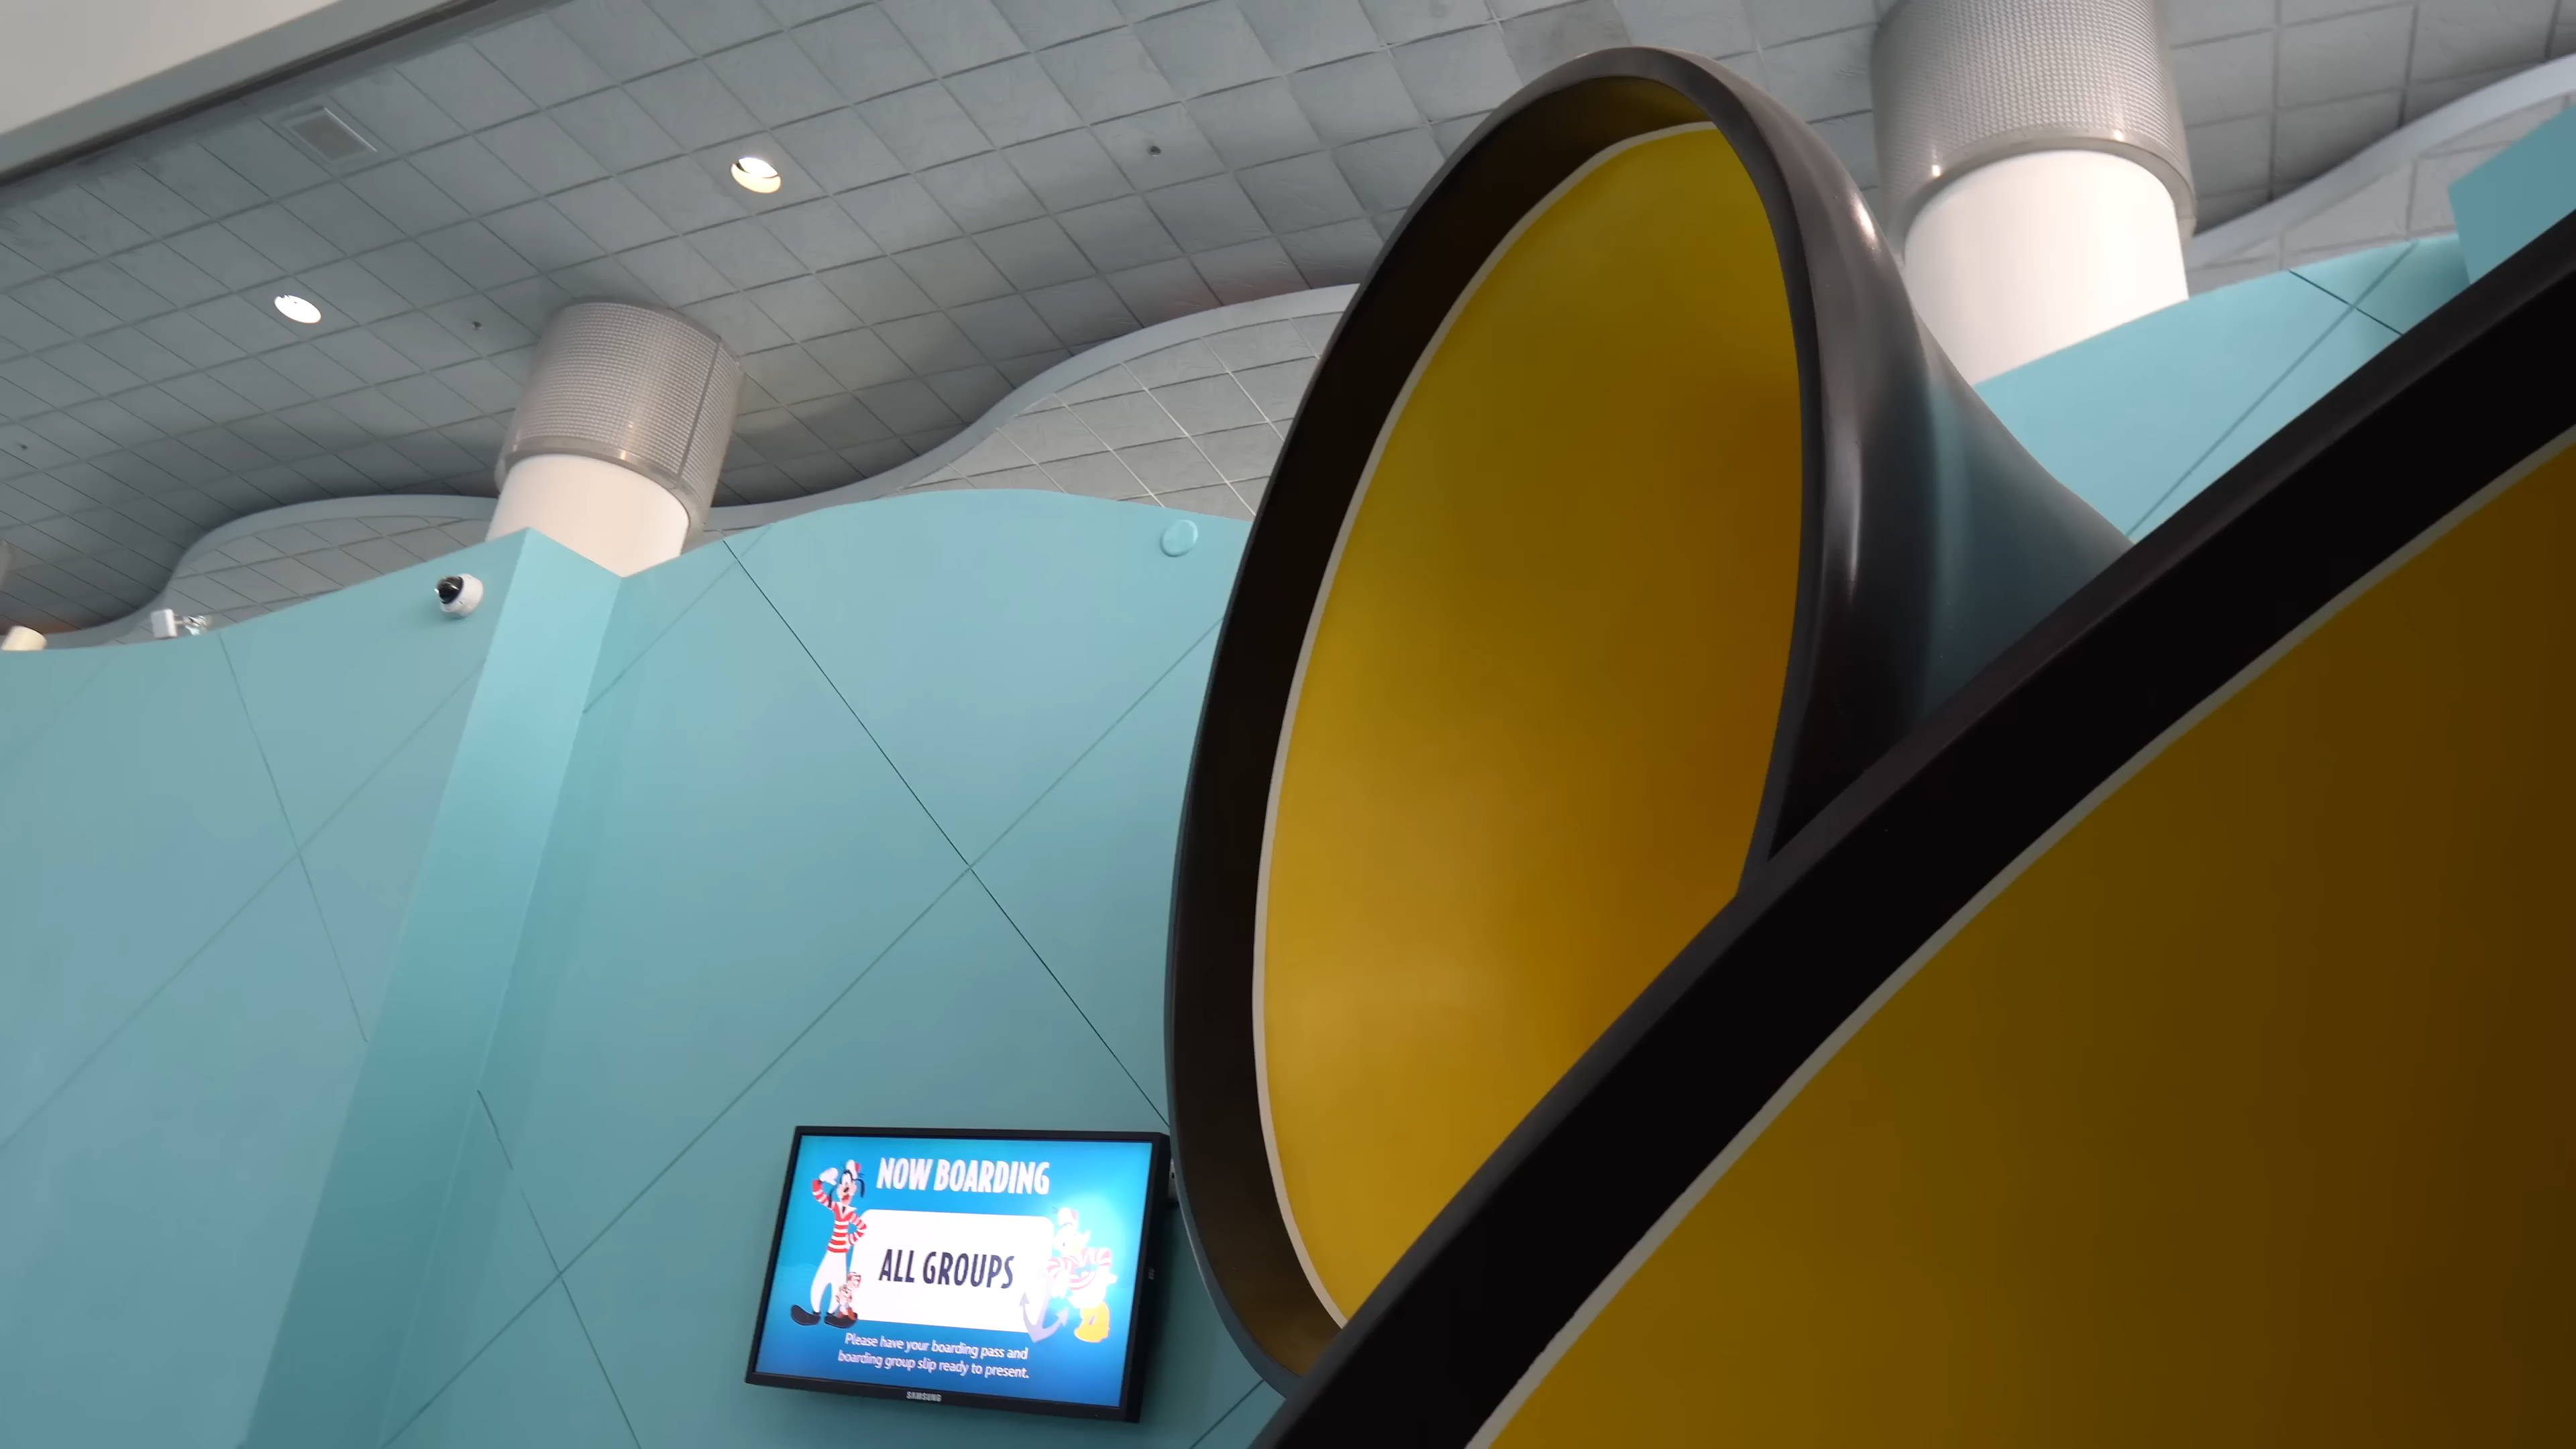 NOW BOARDING
ALL GROUPS
Please have your boarding pass and
boarding group slip ready to present.
SAMSUNG